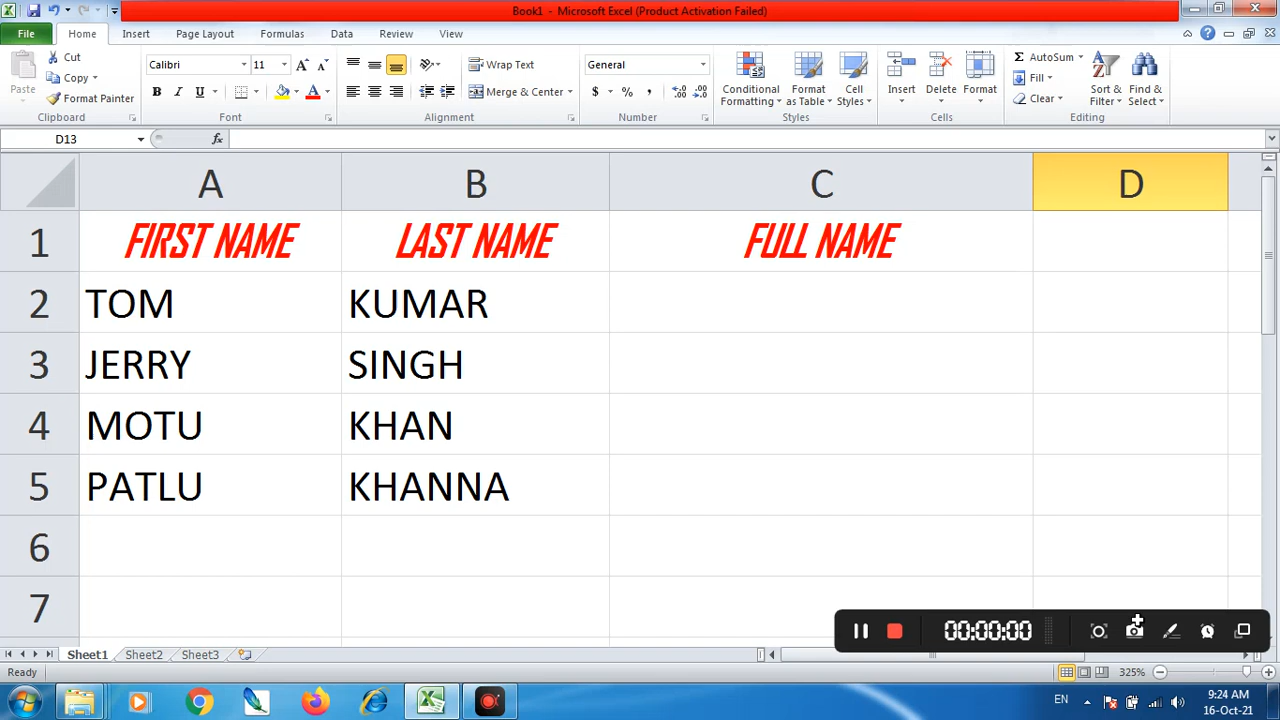 Book1 - Microsoft Excel (Product Activation Failed)
File Home Insert Page Layout Formulas Data Review View
Paste
Cut
Copy
Format Painter
Clipboard
Calibri 11
B I U
Font
Wrap Text
Merge & Center
Alignment
General
$ % ,
Number
Conditional Formatting
Format as Table
Cell Styles
Styles
Insert
Delete
Format
Cells
AutoSum
Fill
Clear
Sort & Filter
Find & Select
Editing
D13 fx
A B C D
1 FIRST NAME LAST NAME FULL NAME
2 TOM KUMAR
3 JERRY SINGH
4 MOTU KHAN
5 PATLU KHANNA
6
7
00:00:00
Sheet1 Sheet2 Sheet3
Ready 325%
EN 9:24 AM
16-Oct-21